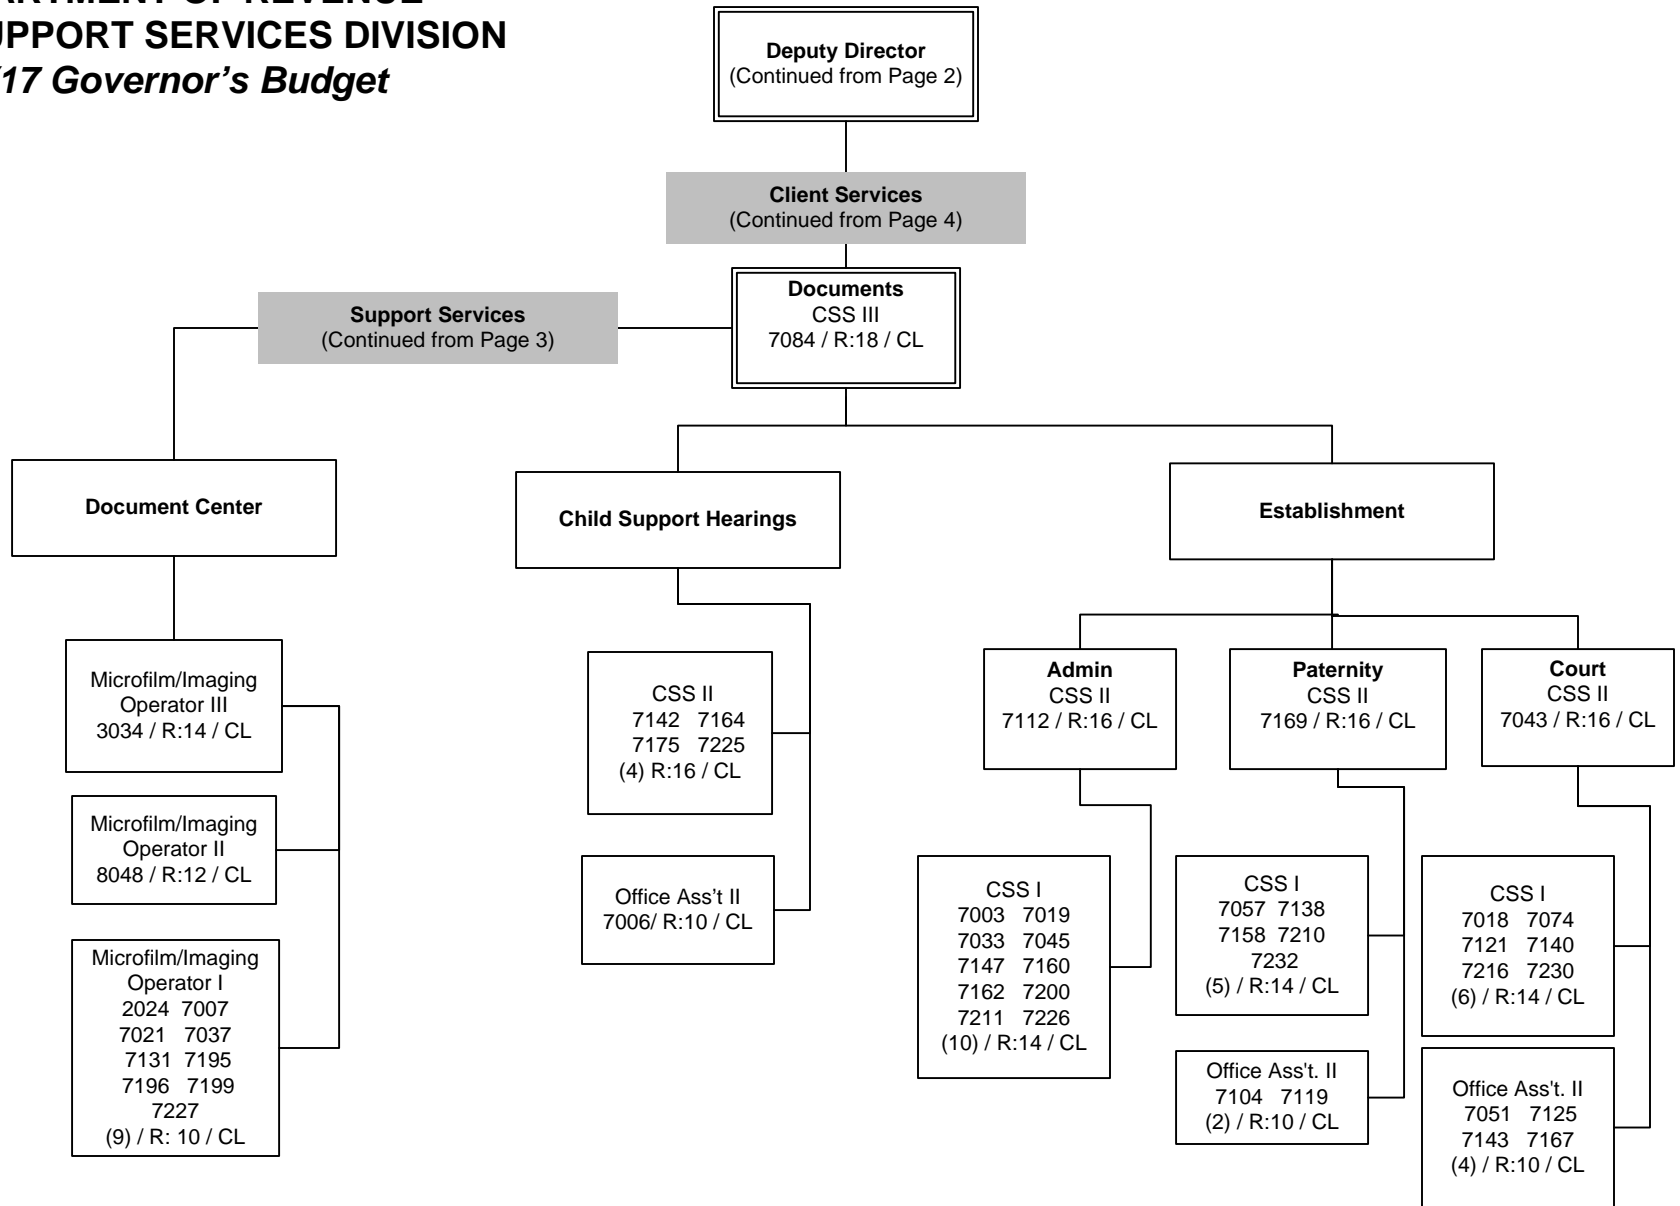 UPPORT SERVICES DIVISION
17 Governor's Budget
Deputy Director
(Continued from Page 2)
Client Services
(Continued from Page 4)
Support Services
(Continued from Page 3)
Documents
CSS III
7084 / R:18 / CL
Document Center
Child Support Hearings
Establishment
Microfilm/Imaging
Operator III
3034 / R:14 / CL
Microfilm/Imaging
Operator II
8048 / R:12 / CL
Microfilm/Imaging
Operator I
2024 7007
7021 7037
7131 7195
7196 7199
7227
(9) / R: 10 / CL
CSS II
7142 7164
7175 7225
(4) R:16 / CL
Office Ass't II
7006/ R:10 / CL
Admin
CSS II
7112 / R:16 / CL
CSS I
7003 7019
7033 7045
7147 7160
7162 7200
7211 7226
(10) / R:14 / CL
Paternity
CSS II
7169 / R:16 / CL
CSS I
7057 7138
7158 7210
7232
(5) / R:14 / CL
Office Ass't. II
7104 7119
(2) / R:10 / CL
Court
CSS II
7043 / R:16 / CL
CSS I
7018 7074
7121 7140
7216 7230
(6) / R:14 / CL
Office Ass't. II
7051 7125
7143 7167
(4) / R:10 / CL